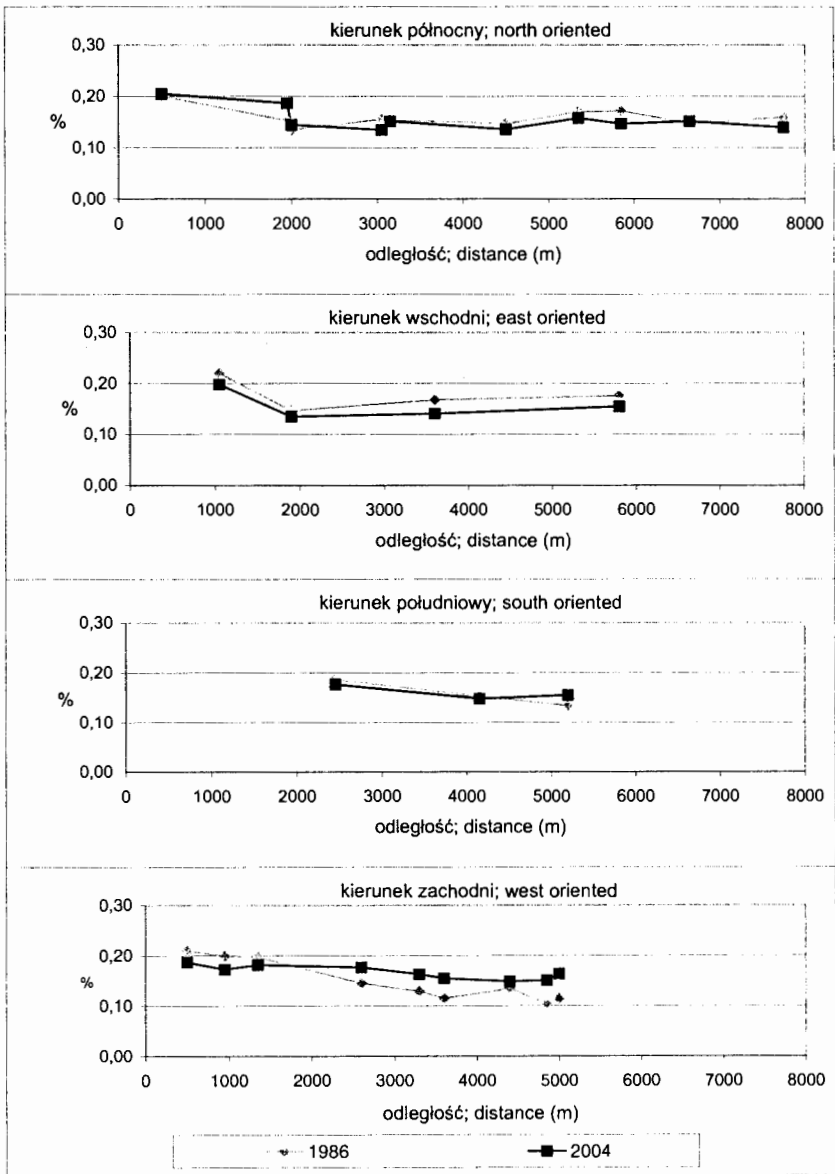 kierunek północny; north oriented
0,30
0,20
%
0,10
0,00
0 1000 2000 3000 4000 5000 6000 7000 8000
odległość; distance (m)
kierunek wschodni; east oriented
0,30
0,20
%
0,10
0,00
0 1000 2000 3000 4000 5000 6000 7000 8000
odległość; distance (m)
kierunek południowy; south oriented
0,30
0,20
%
0,10
0,00
0 1000 2000 3000 4000 5000 6000 7000 8000
odległość; distance (m)
kierunek zachodni; west oriented
0,30
0,20
%
0,10
0,00
0 1000 2000 3000 4000 5000 6000 7000 8000
odległość; distance (m)
1986 2004